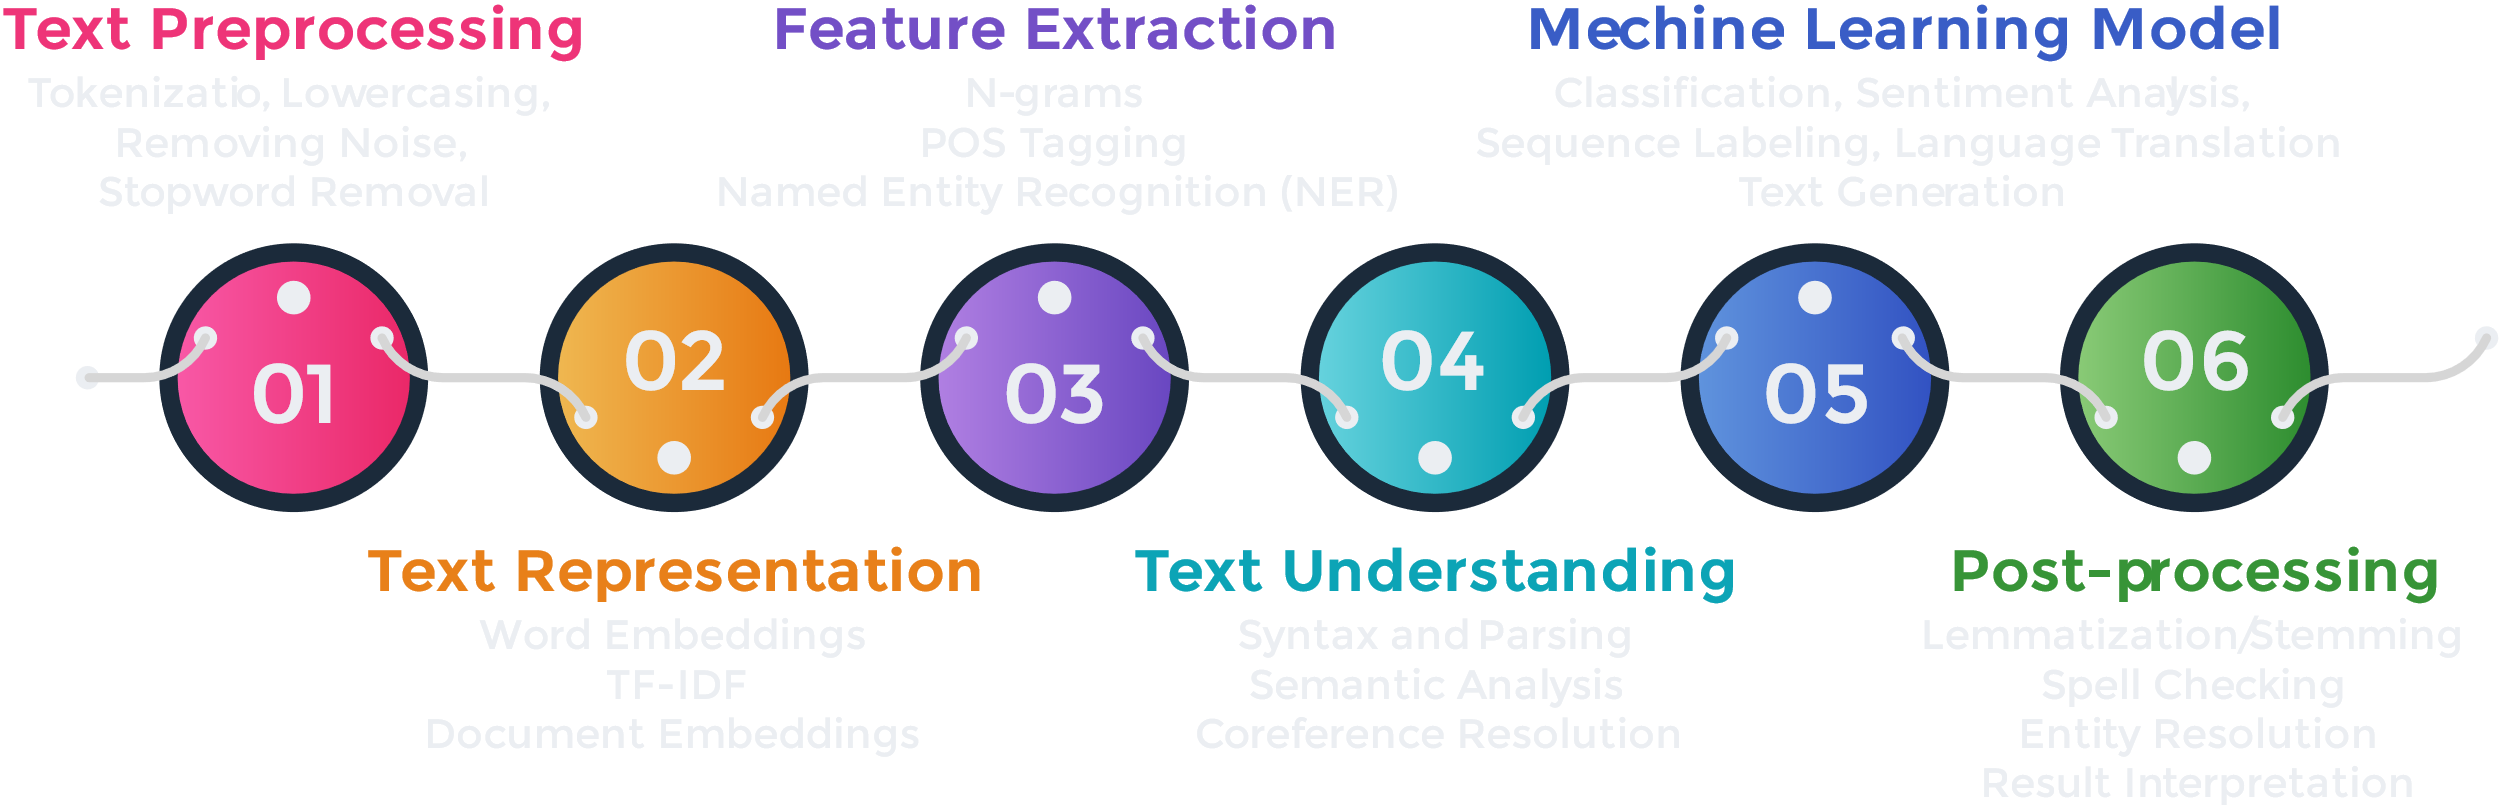 Text Preprocessing
Tokenizatio, Lowercasing,
Removing Noise,
Stopword Removal
Feature Extraction
N-grams
POS Tagging
Named Entity Recognition (NER)
Machine Learning Model
Classification, Sentiment Analysis,
Sequence Labeling, Language Translation
Text Generation
01
02
03
04
05
06
Text Representation
Word Embeddings
TF-IDF
Document Embeddings
Text Understanding
Syntax and Parsing
Semantic Analysis
Coreference Resolution
Post-processing
Lemmatization/Stemming
Spell Checking
Entity Resolution
Result Interpretation